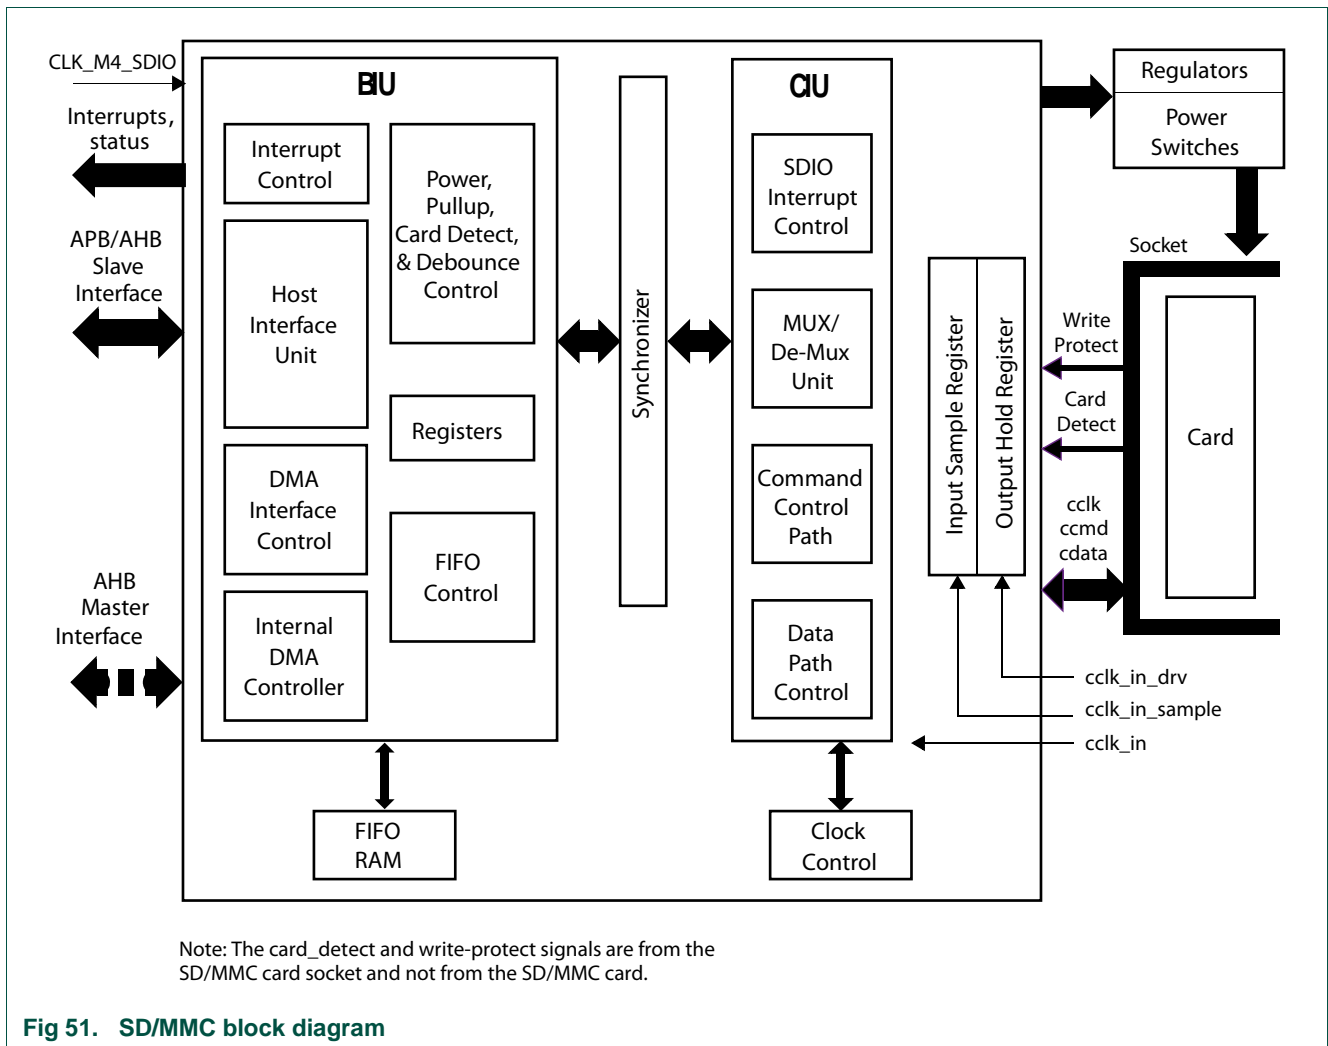 CLK_M4_SDIO
Interrupts,
status
APB/AHB
Slave
Interface
AHB
Master
Interface
BIU
Interrupt
Control
Host
Interface
Unit
DMA
Interface
Control
Internal
DMA
Controller
Power,
Pullup,
Card Detect,
& Debounce
Control
Registers
FIFO
Control
FIFO
RAM
Synchronizer
CIU
SDIO
Interrupt
Control
MUX/
De-Mux
Unit
Command
Control
Path
Data
Path
Control
Clock
Control
Input Sample Register
Output Hold Register
Regulators
Power
Switches
Socket
Card
Write
Protect
Card
Detect
cclk
ccmd
cdata
cclk_in_drv
cclk_in_sample
cclk_in
Note: The card_detect and write-protect signals are from the
SD/MMC card socket and not from the SD/MMC card.
Fig 51. SD/MMC block diagram